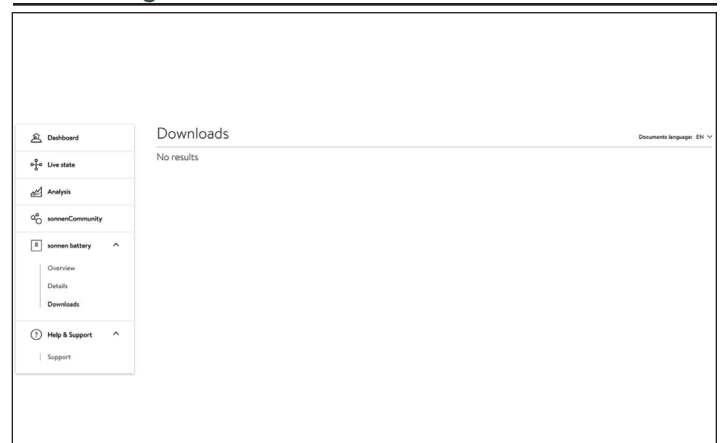 Dashboard
Live state
Analysis
sonnenCommunity
sonnen battery
Overview
Details
Downloads
Help & Support
Support
Downloads
Documents language: EN
No results